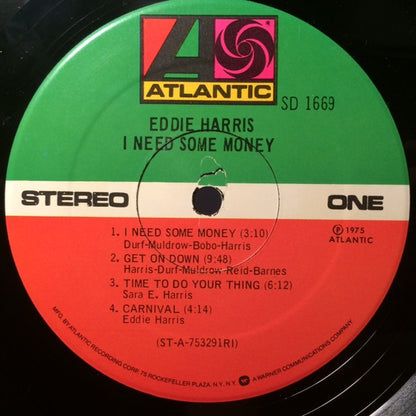 ATLANTIC
SD 1669
EDDIE HARRIS
I NEED SOME MONEY
STEREO
ONE
℗ 1975
ATLANTIC
1. I NEED SOME MONEY (3:10)
Durf-Muldrow-Bobo-Harris
2. GET ON DOWN (9:48)
Harris-Durf-Muldrow Reid-Barnes
3. TIME TO DO YOUR THING (6:12)
Sara E. Harris
4. CARNIVAL (4:14)
Eddie Harris
(ST-A-753291RI)
MFG. BY ATLANTIC RECORDING CORP. 75 ROCKEFELLER PLAZA, N.Y., N.Y. A WARNER COMMUNICATIONS COMPANY